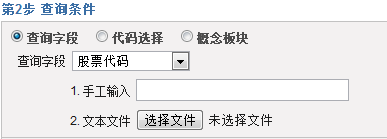 第2步 查询条件
查询字段 代码选择 概念板块
查询字段 股票代码
1. 手工输入
2. 文本文件 选择文件 未选择文件